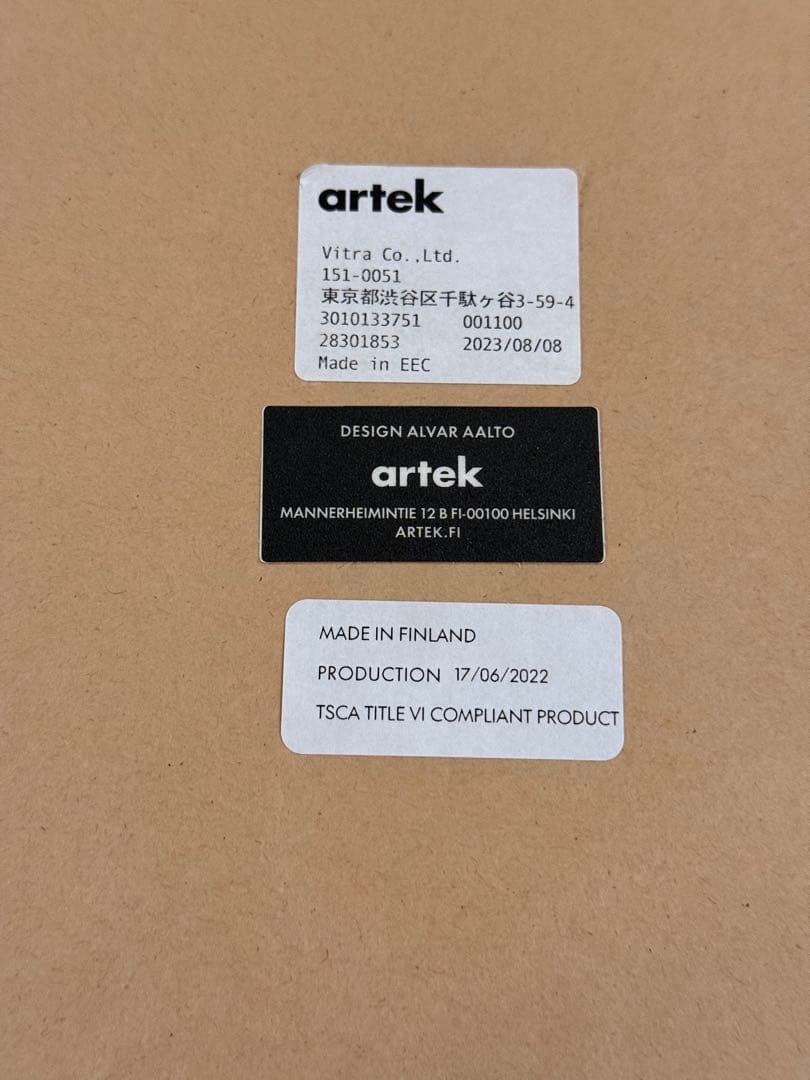 artek
Vitra Co.,Ltd.
151-0051
東京都渋谷区千駄ヶ谷3-59-4
3010133751 001100
28301853 2023/08/08
Made in EEC
DESIGN ALVAR AALTO
artek
MANNERHEIMINTIE 12 B FI-00100 HELSINKI
ARTEK.FI
MADE IN FINLAND
PRODUCTION 17/06/2022
TSCA TITLE VI COMPLIANT PRODUCT